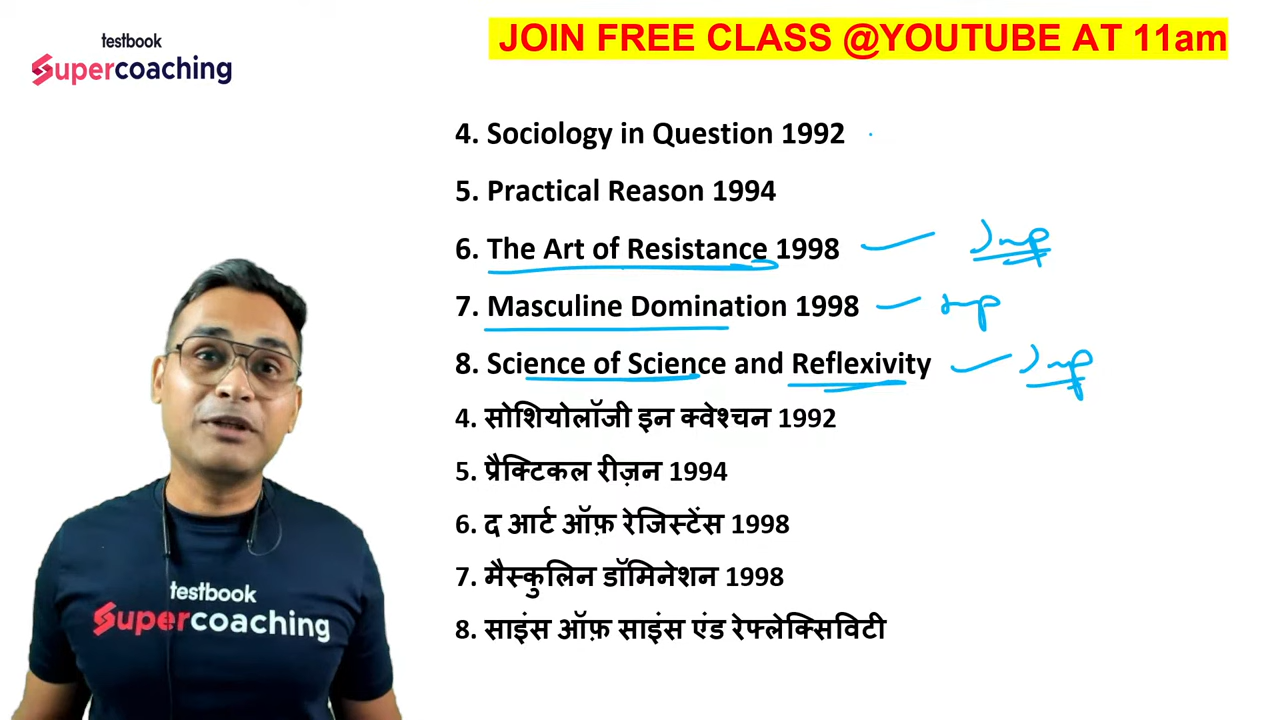 testbook
Supercoaching
JOIN FREE CLASS @YOUTUBE AT 11am
4. Sociology in Question 1992
5. Practical Reason 1994
6. The Art of Resistance 1998 Imp
7. Masculine Domination 1998 Imp
8. Science of Science and Reflexivity Imp
4. सोशियोलॉजी इन क्वेश्चन 1992
5. प्रैक्टिकल रीज़न 1994
6. द आर्ट ऑफ़ रेजिस्टेंस 1998
7. मैस्कुलिन डॉमिनेशन 1998
8. साइंस ऑफ़ साइंस एंड रेफ्लेक्सिविटी
testbook
Supercoaching